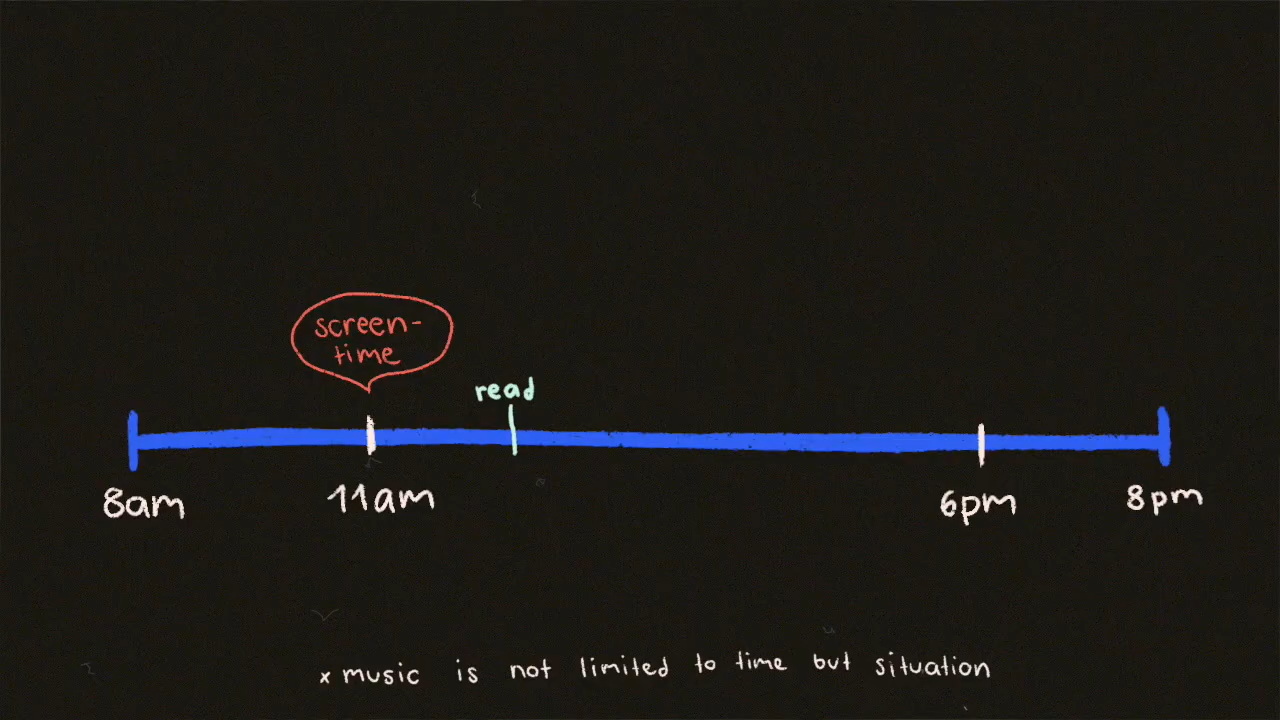 screen-
time
read
8am
11am
6pm
8pm
x music is not limited to time but situation